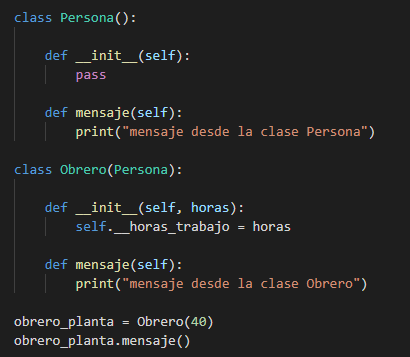 class Persona():
    def __init__(self):
        pass
    def mensaje(self):
        print("mensaje desde la clase Persona")
class Obrero(Persona):
    def __init__(self, horas):
        self.__horas_trabajo = horas
    def mensaje(self):
        print("mensaje desde la clase Obrero")
obrero_planta = Obrero(40)
obrero_planta.mensaje()